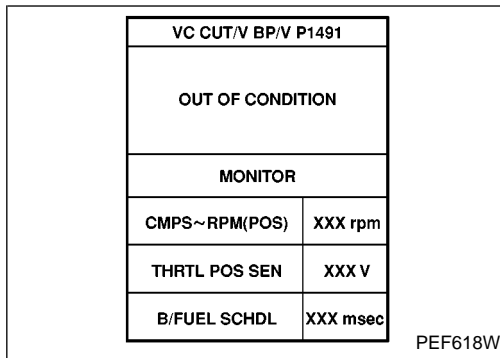 VC CUT/V BP/V P1491
OUT OF CONDITION
MONITOR
CMPS~RPM(POS) XXX rpm
THRTL POS SEN XXX V
B/FUEL SCHDL XXX msec
PEF618W